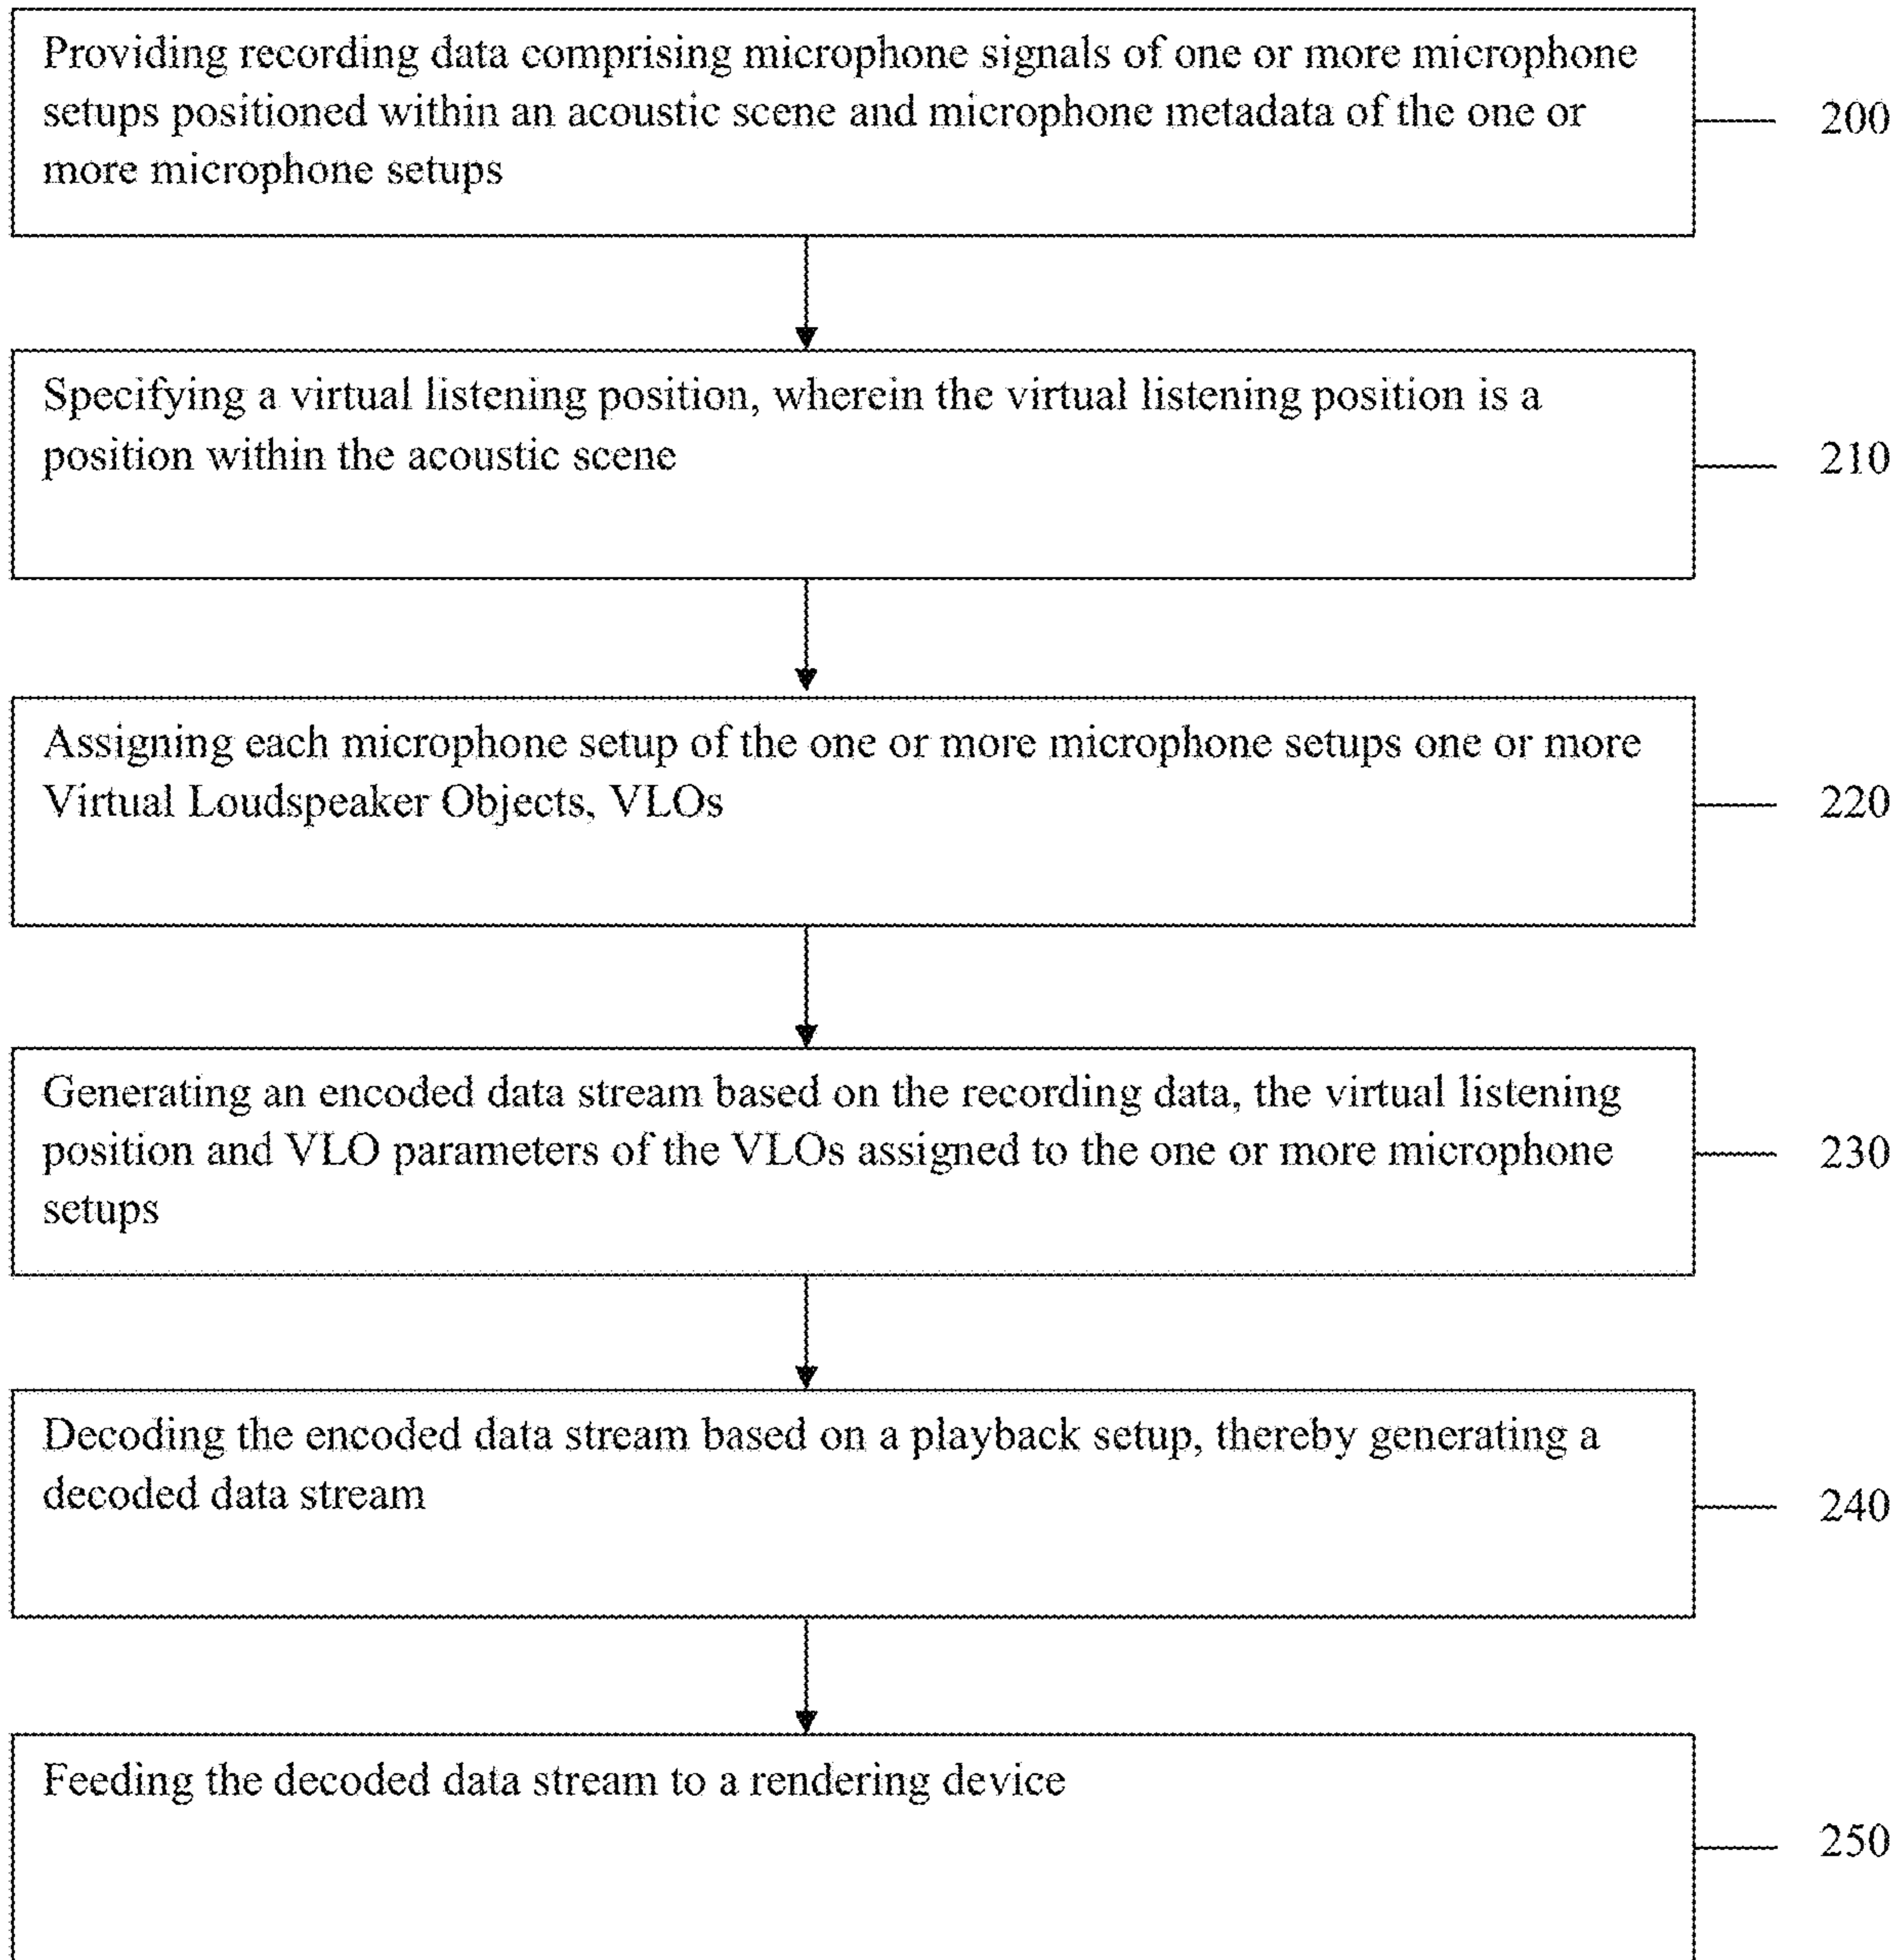 Providing recording data comprising microphone signals of one or more microphone
setups positioned within an acoustic scene and microphone metadata of the one or
more microphone setups
200
Specifying a virtual listening position, wherein the virtual listening position is a
position within the acoustic scene
210
Assigning each microphone setup of the one or more microphone setups one or more
Virtual Loudspeaker Objects, VLOs
220
Generating an encoded data stream based on the recording data, the virtual listening
position and VLO parameters of the VLOs assigned to the one or more microphone
setups
230
Decoding the encoded data stream based on a playback setup, thereby generating a
decoded data stream
240
Feeding the decoded data stream to a rendering device
250